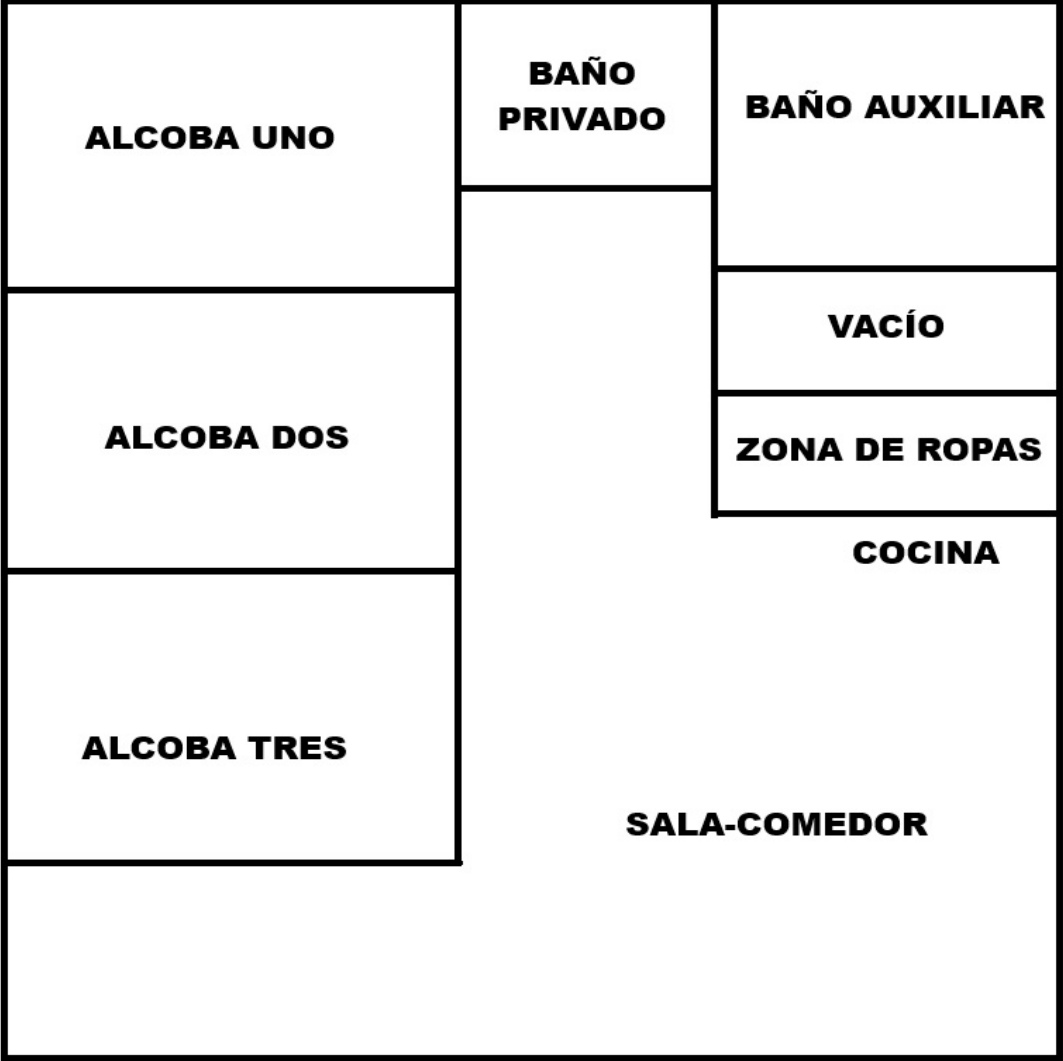 ALCOBA UNO
BAÑO
PRIVADO
BAÑO AUXILIAR
VACÍO
ALCOBA DOS
ZONA DE ROPAS
COCINA
ALCOBA TRES
SALA-COMEDOR